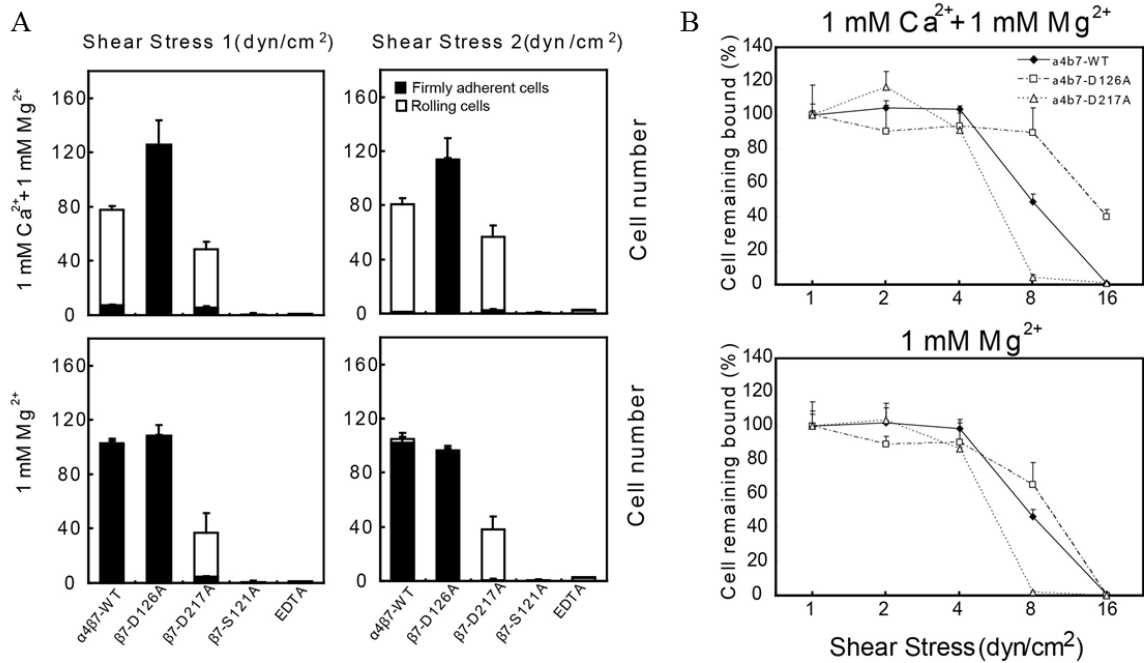 A
Shear Stress 1(dyn/cm²)
Shear Stress 2(dyn/cm²)
1 mM Ca²⁺+ 1 mM Mg²⁺
160
120
80
40
0
160
120
80
40
0
Firmly adherent cells
Rolling cells
Cell number
1 mM Mg²⁺
160
120
80
40
0
160
120
80
40
0
Cell number
α4β7-WT
β7-D126A
β7-D217A
β7-S121A
EDTA
α4β7-WT
β7-D126A
β7-D217A
β7-S121A
EDTA
B
1 mM Ca²⁺+ 1 mM Mg²⁺
Cell remaining bound (%)
140
120
100
80
60
40
20
0
a4b7-WT
a4b7-D126A
a4b7-D217A
1 2 4 8 16
1 mM Mg²⁺
Cell remaining bound (%)
140
120
100
80
60
40
20
0
1 2 4 8 16
Shear Stress(dyn/cm²)